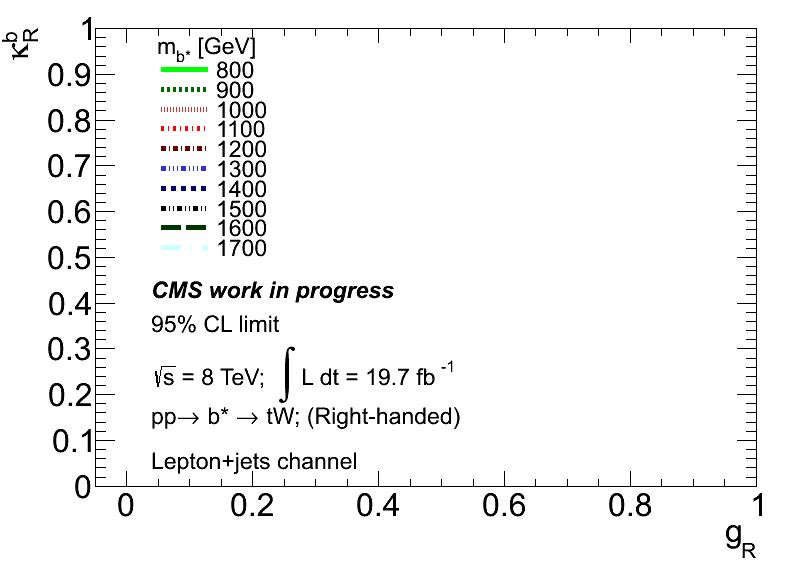 κ_R^b
1
0.9
0.8
0.7
0.6
0.5
0.4
0.3
0.2
0.1
0
m_b* [GeV]
800
900
1000
1100
1200
1300
1400
1500
1600
1700
CMS work in progress
95% CL limit
√s = 8 TeV; ∫ L dt = 19.7 fb⁻¹
pp→ b* → tW; (Right-handed)
Lepton+jets channel
0 0.2 0.4 0.6 0.8 1
g_R